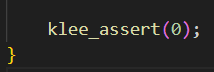 klee_assert(0);
}